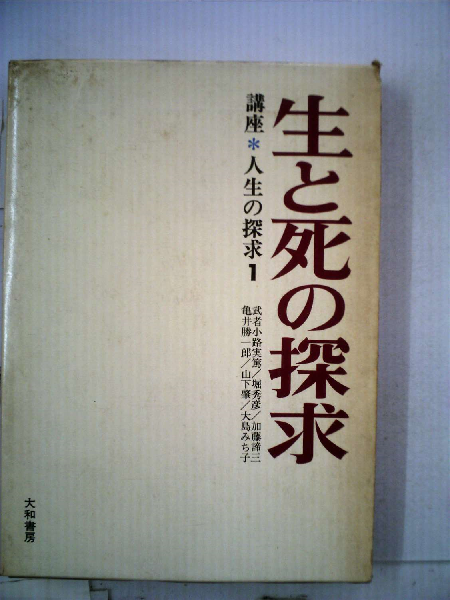 生と死の探求
講座*人生の探求1
武者小路実篤/堀秀彦/加藤諦三
亀井勝一郎/山下肇/大島みち子
大和書房